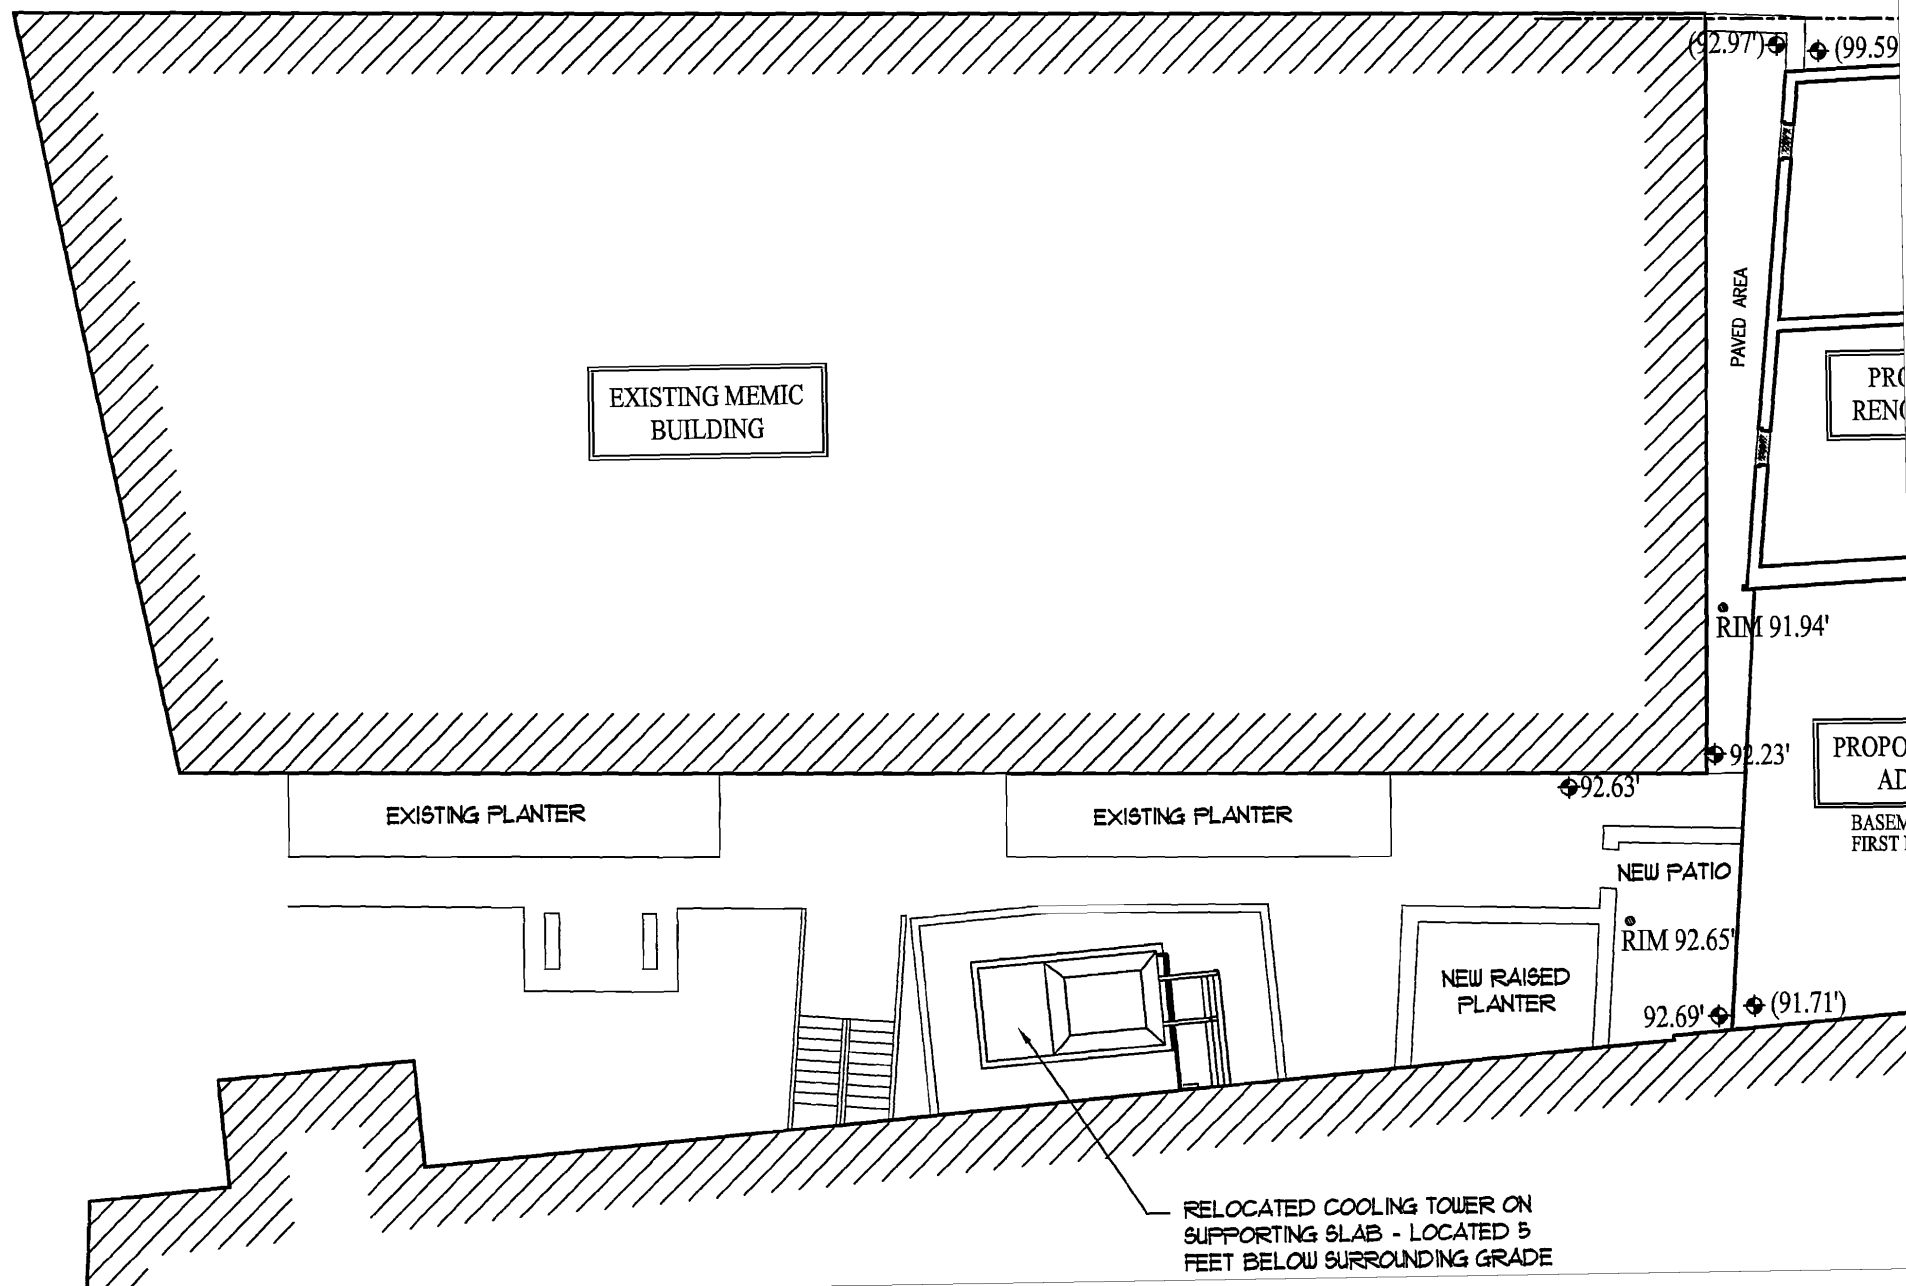 (92.97')
(99.59
PAVED AREA
EXISTING MEMIC
BUILDING
RIM 91.94'
92.23'
92.63'
EXISTING PLANTER
EXISTING PLANTER
NEW PATIO
RIM 92.65'
NEW RAISED
PLANTER
92.69'
(91.71')
RELOCATED COOLING TOWER ON
SUPPORTING SLAB - LOCATED 5
FEET BELOW SURROUNDING GRADE
FIRST